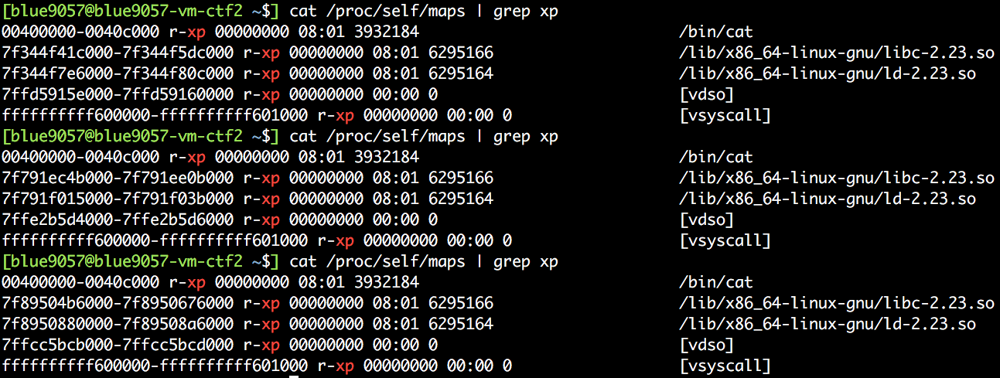 [blue9057@blue9057-vm-ctf2 ~$] cat /proc/self/maps | grep xp
00400000-0040c000 r-xp 00000000 08:01 3932184 /bin/cat
7f344f41c000-7f344f5dc000 r-xp 00000000 08:01 6295166 /lib/x86_64-linux-gnu/libc-2.23.so
7f344f7e6000-7f344f80c000 r-xp 00000000 08:01 6295164 /lib/x86_64-linux-gnu/ld-2.23.so
7ffd5915e000-7ffd59160000 r-xp 00000000 00:00 0 [vdso]
ffffffffff600000-ffffffffff601000 r-xp 00000000 00:00 0 [vsyscall]
[blue9057@blue9057-vm-ctf2 ~$] cat /proc/self/maps | grep xp
00400000-0040c000 r-xp 00000000 08:01 3932184 /bin/cat
7f791ec4b000-7f791ee0b000 r-xp 00000000 08:01 6295166 /lib/x86_64-linux-gnu/libc-2.23.so
7f791f015000-7f791f03b000 r-xp 00000000 08:01 6295164 /lib/x86_64-linux-gnu/ld-2.23.so
7ffe2b5d4000-7ffe2b5d6000 r-xp 00000000 00:00 0 [vdso]
ffffffffff600000-ffffffffff601000 r-xp 00000000 00:00 0 [vsyscall]
[blue9057@blue9057-vm-ctf2 ~$] cat /proc/self/maps | grep xp
00400000-0040c000 r-xp 00000000 08:01 3932184 /bin/cat
7f89504b6000-7f8950676000 r-xp 00000000 08:01 6295166 /lib/x86_64-linux-gnu/libc-2.23.so
7f8950880000-7f89508a6000 r-xp 00000000 08:01 6295164 /lib/x86_64-linux-gnu/ld-2.23.so
7ffcc5bcb000-7ffcc5bcd000 r-xp 00000000 00:00 0 [vdso]
ffffffffff600000-ffffffffff601000 r-xp 00000000 00:00 0 [vsyscall]